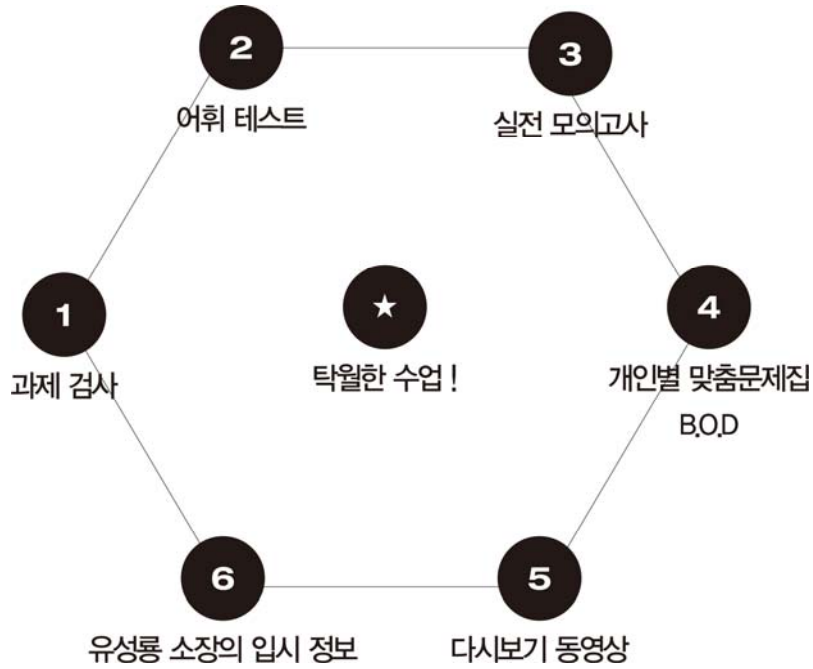 2
어휘 테스트
3
실전 모의고사
1
과제 검사
★
탁월한 수업 !
4
개인별 맞춤문제집
B.O.D
6
유성룡 소장의 입시 정보
5
다시보기 동영상